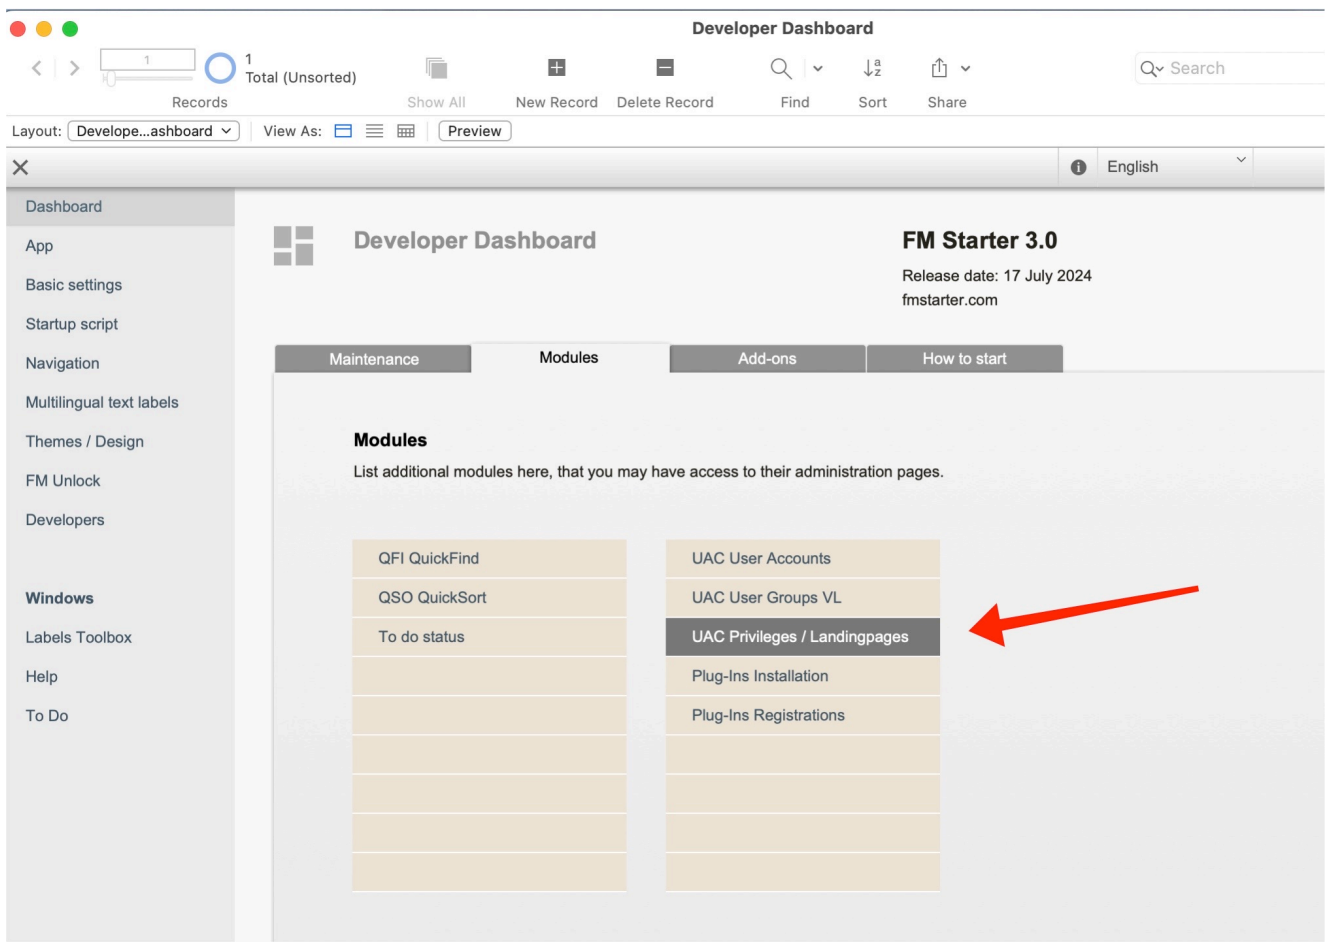 Developer Dashboard
1
1
Total (Unsorted)
Records
Show All
New Record
Delete Record
Find
Sort
Share
Search
Layout: Develope...ashboard
View As:
Preview
English
Dashboard
App
Basic settings
Startup script
Navigation
Multilingual text labels
Themes / Design
FM Unlock
Developers
Windows
Labels Toolbox
Help
To Do
Developer Dashboard
FM Starter 3.0
Release date: 17 July 2024
fmstarter.com
Maintenance
Modules
Add-ons
How to start
Modules
List additional modules here, that you may have access to their administration pages.
QFI QuickFind
QSO QuickSort
To do status
UAC User Accounts
UAC User Groups VL
UAC Privileges / Landingpages
Plug-Ins Installation
Plug-Ins Registrations